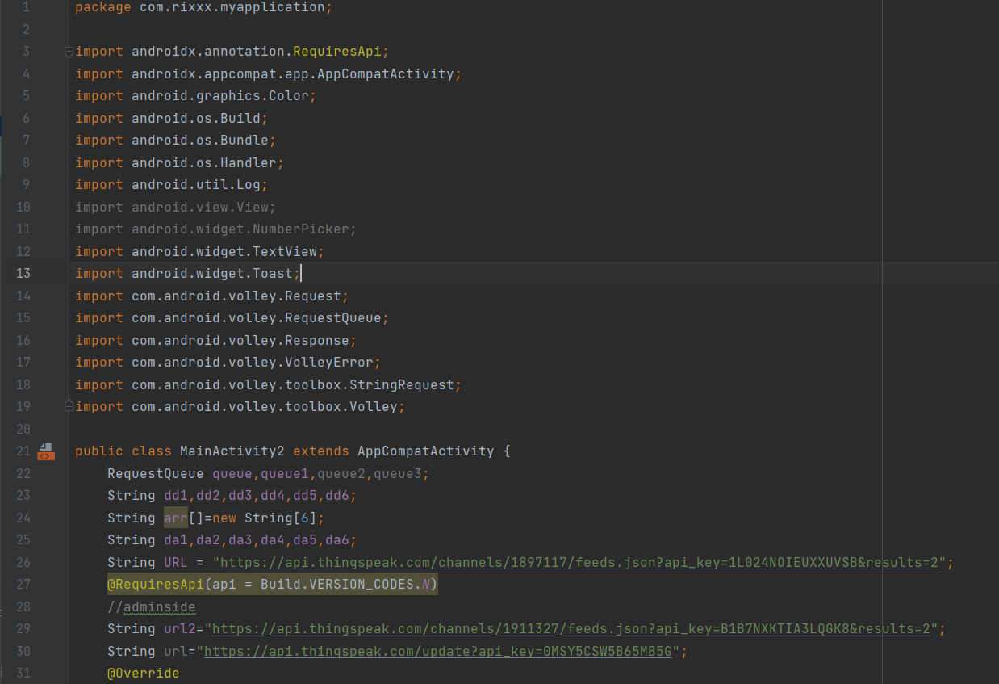 1 package com.rixxx.myapplication;
2
3 import androidx.annotation.RequiresApi;
4 import androidx.appcompat.app.AppCompatActivity;
5 import android.graphics.Color;
6 import android.os.Build;
7 import android.os.Bundle;
8 import android.os.Handler;
9 import android.util.Log;
10 import android.view.View;
11 import android.widget.NumberPicker;
12 import android.widget.TextView;
13 import android.widget.Toast;
14 import com.android.volley.Request;
15 import com.android.volley.RequestQueue;
16 import com.android.volley.Response;
17 import com.android.volley.VolleyError;
18 import com.android.volley.toolbox.StringRequest;
19 import com.android.volley.toolbox.Volley;
20
21 public class MainActivity2 extends AppCompatActivity {
22 RequestQueue queue,queue1,queue2,queue3;
23 String dd1,dd2,dd3,dd4,dd5,dd6;
24 String arr[]=new String[6];
25 String da1,da2,da3,da4,da5,da6;
26 String URL = "https://api.thingspeak.com/channels/1897117/feeds.json?api_key=1L024NOIEUXXUVSB&results=2";
27 @RequiresApi(api = Build.VERSION_CODES.N)
28 //adminside
29 String url2="https://api.thingspeak.com/channels/1911327/feeds.json?api_key=B1B7NXKTIA3LQGK8&results=2";
30 String url="https://api.thingspeak.com/update?api_key=0MSY5CSW5B65MB5G";
31 @Override